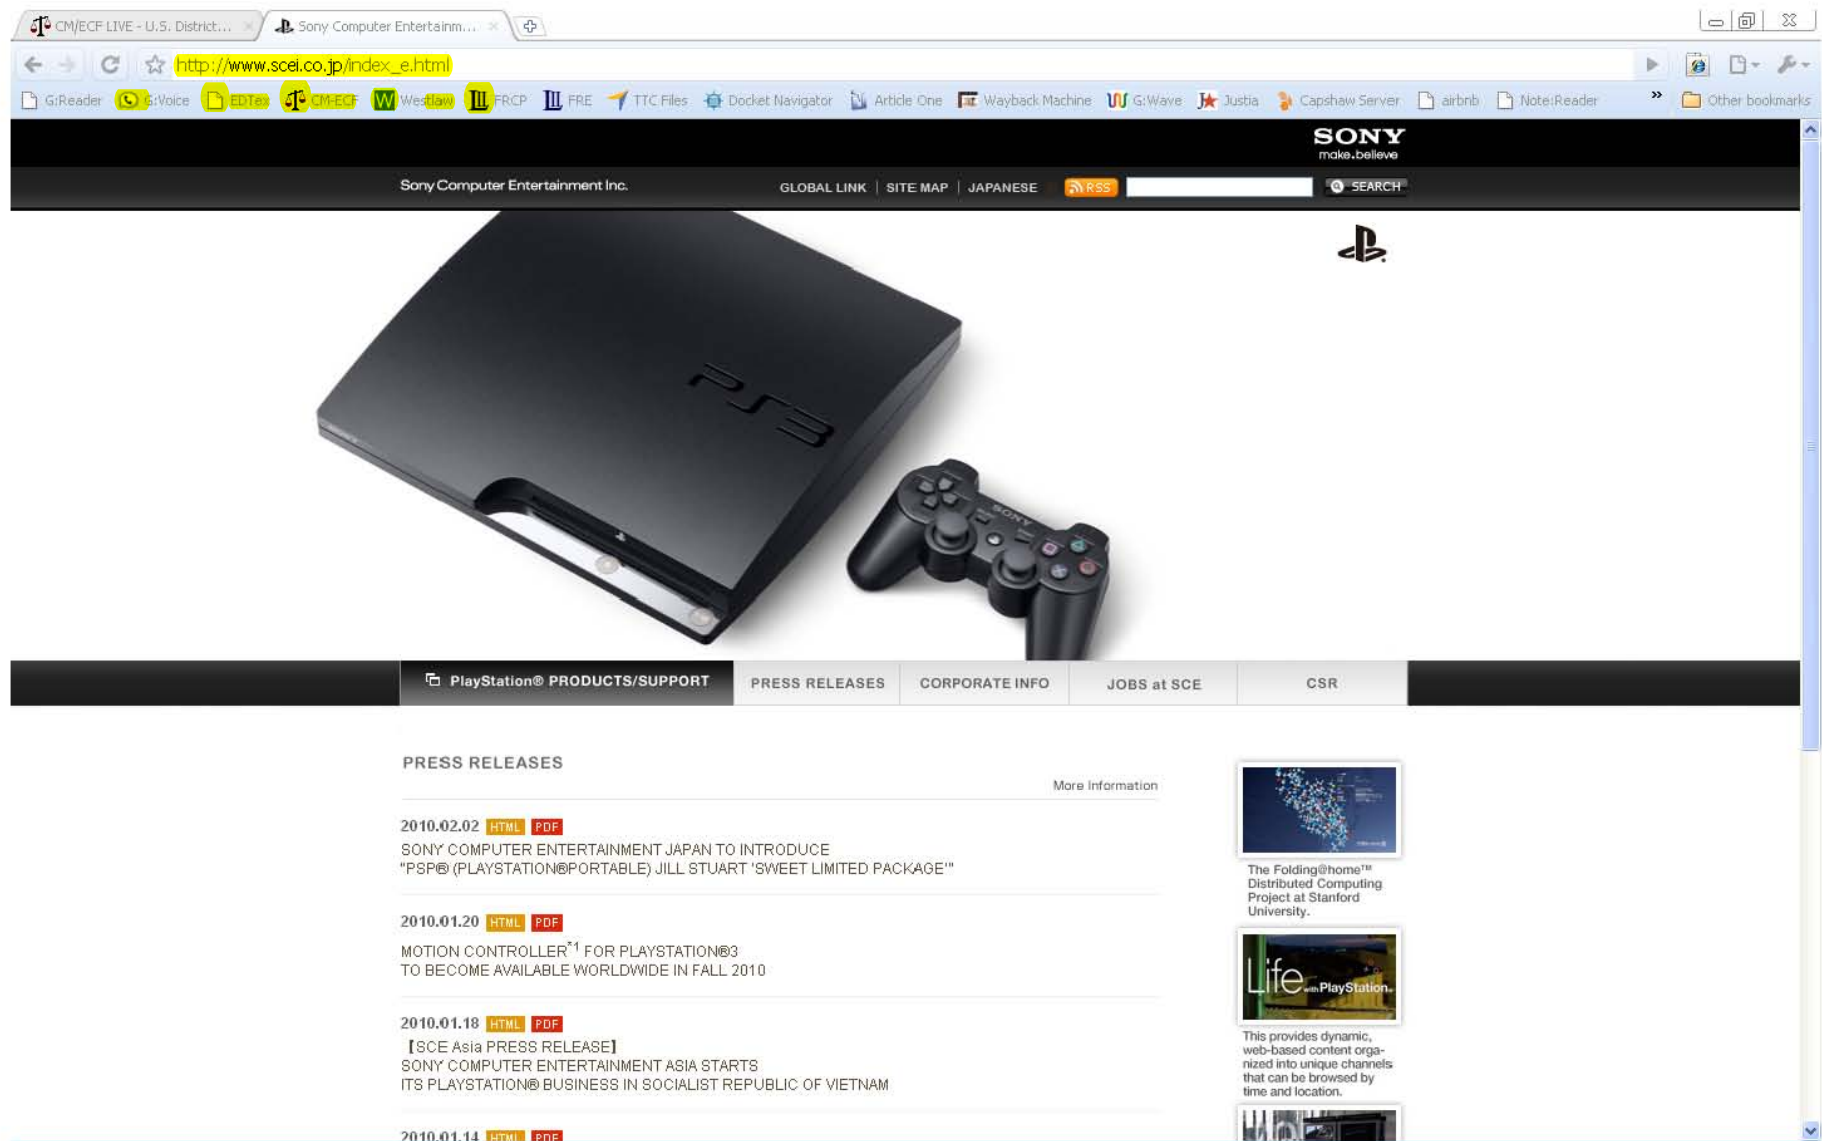 CM/ECF LIVE - U.S. District...
Sony Computer Entertainm...
http://www.scei.co.jp/index_e.html
G:Reader
G:Voice
EDTex
CM-ECF
Westlaw
FRCP
FRE
TTC Files
Docket Navigator
Article One
Wayback Machine
G:Wave
Justia
Capshaw Server
airbnb
Note:Reader
»
Other bookmarks
SONY
make.believe
Sony Computer Entertainment Inc.
GLOBAL LINK | SITE MAP | JAPANESE
RSS
SEARCH
PS3
SONY
PlayStation® PRODUCTS/SUPPORT
PRESS RELEASES
CORPORATE INFO
JOBS at SCE
CSR
PRESS RELEASES
More Information
2010.02.02 HTML PDF
SONY COMPUTER ENTERTAINMENT JAPAN TO INTRODUCE
"PSP® (PLAYSTATION®PORTABLE) JILL STUART 'SWEET LIMITED PACKAGE'"
2010.01.20 HTML PDF
MOTION CONTROLLER*1 FOR PLAYSTATION®3
TO BECOME AVAILABLE WORLDWIDE IN FALL 2010
2010.01.18 HTML PDF
【SCE Asia PRESS RELEASE】
SONY COMPUTER ENTERTAINMENT ASIA STARTS
ITS PLAYSTATION® BUSINESS IN SOCIALIST REPUBLIC OF VIETNAM
2010.01.14 HTML PDF
The Folding@home™
Distributed Computing
Project at Stanford
University.
Life with PlayStation®
This provides dynamic,
web-based content orga-
nized into unique channels
that can be browsed by
time and location.